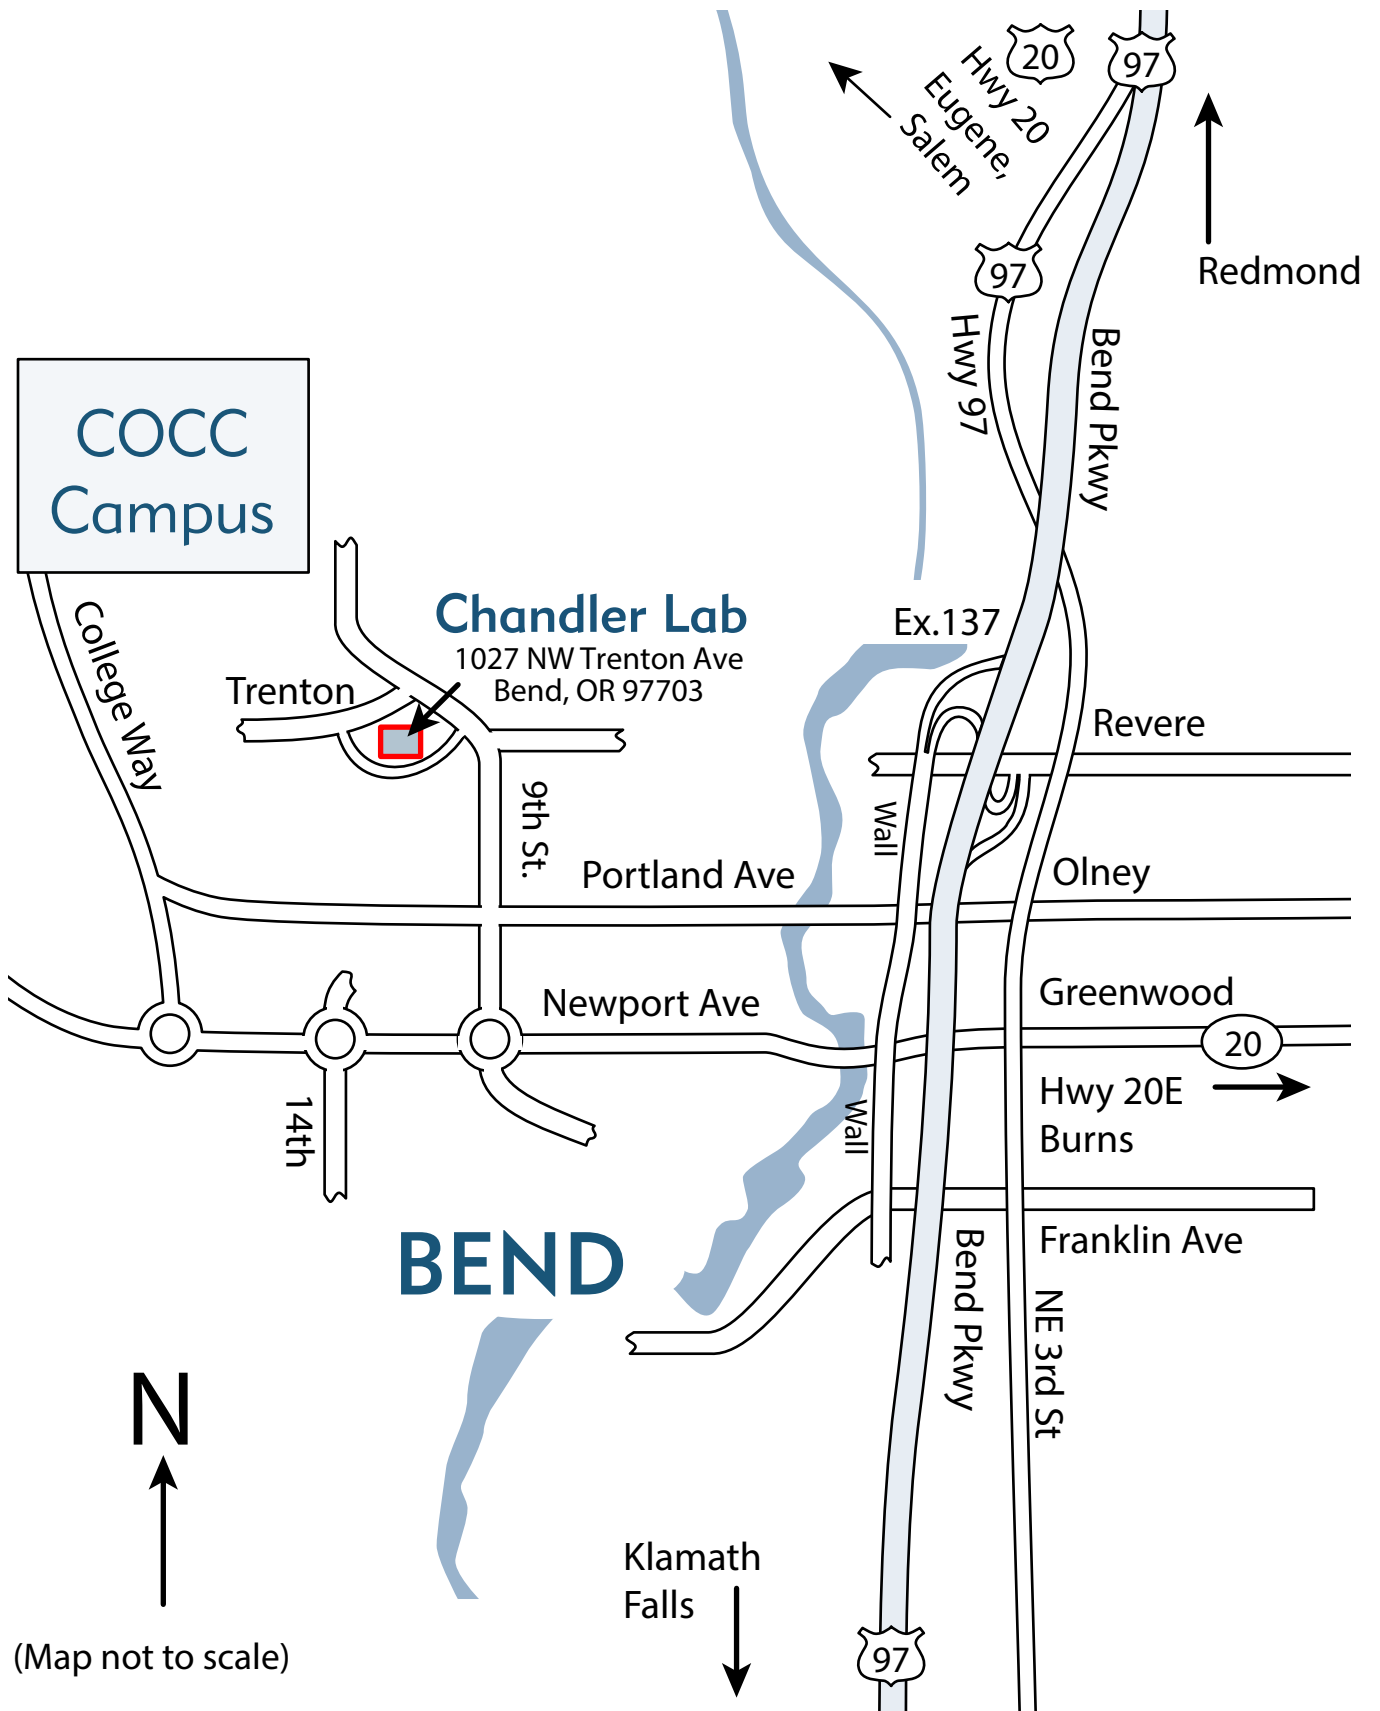 20
97
Hwy 20
Eugene,
Salem
97
Redmond
Hwy 97
Bend Pkwy
COCC
Campus
Chandler Lab
1027 NW Trenton Ave
Bend, OR 97703
Ex.137
College Way
Trenton
Revere
9th St.
Wall
Portland Ave
Olney
Newport Ave
Greenwood
20
Hwy 20E
Burns
14th
Wall
Franklin Ave
BEND
Bend Pkwy
NE 3rd St
N
Klamath
Falls
(Map not to scale)
97